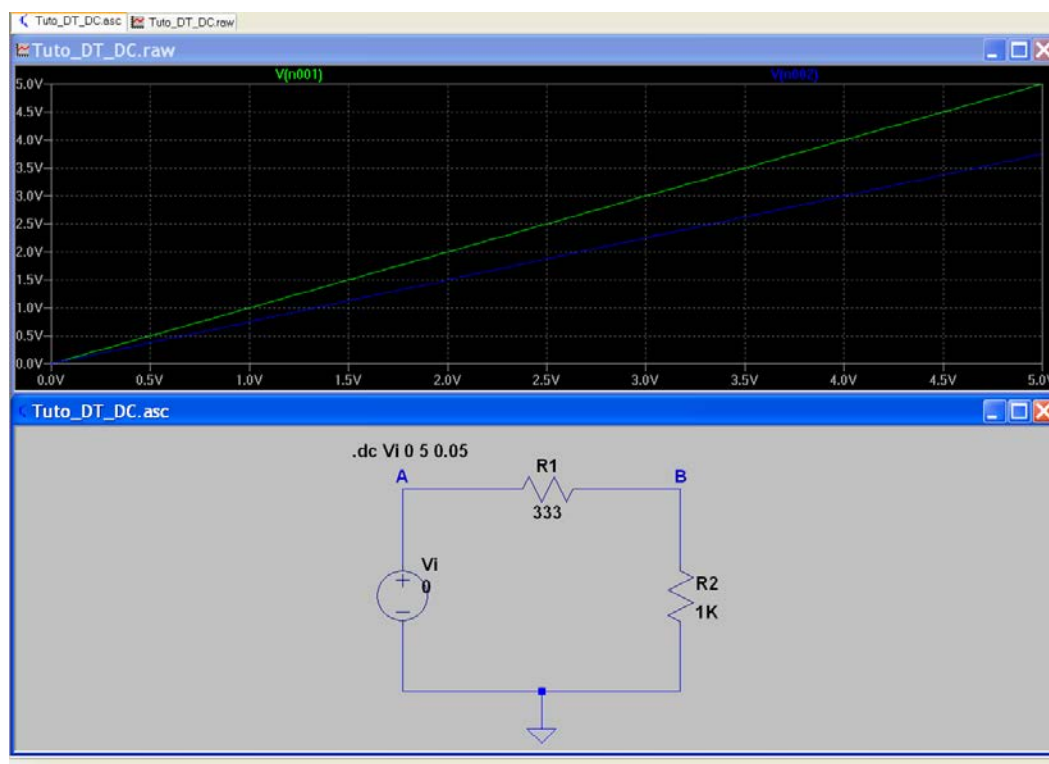 Tuto_DT_DC.asc Tuto_DT_DC.raw
Tuto_DT_DC.raw
V(n001) V(n002)
5.0V
4.5V
4.0V
3.5V
3.0V
2.5V
2.0V
1.5V
1.0V
0.5V
0.0V
0.0V 0.5V 1.0V 1.5V 2.0V 2.5V 3.0V 3.5V 4.0V 4.5V 5.0V
Tuto_DT_DC.asc
.dc Vi 0 5 0.05
A R1 B
333
Vi
0
R2
1K